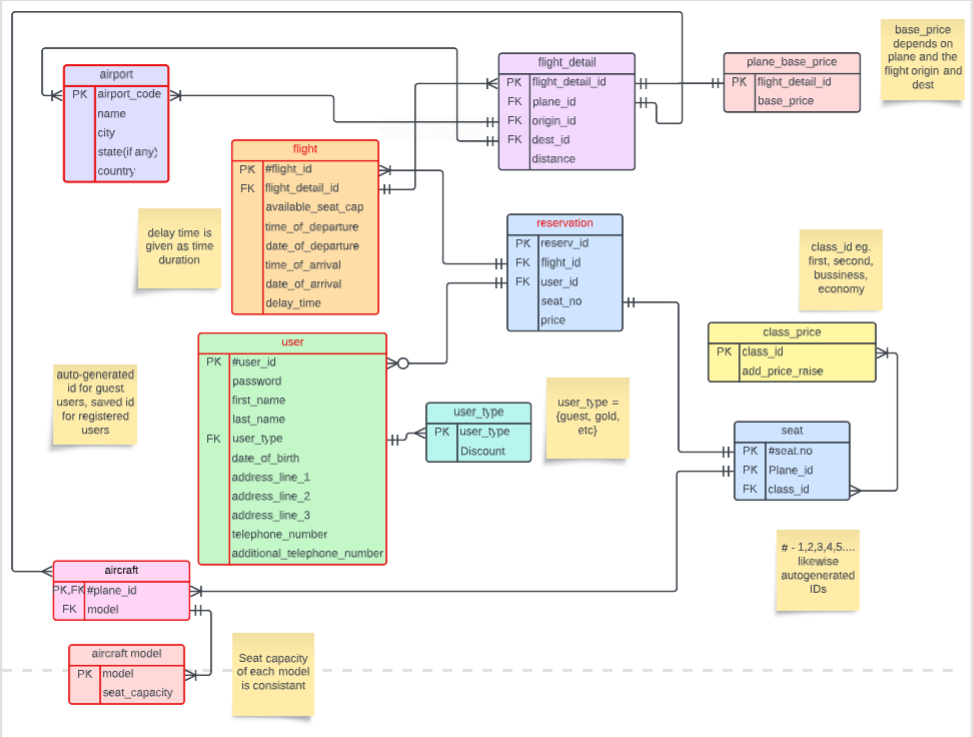 airport
PK airport_code
name
city
state(if any)
country
flight_detail
PK flight_detail_id
FK plane_id
FK origin_id
FK dest_id
distance
plane_base_price
PK flight_detail_id
base_price
base_price
depends on
plane and the
flight origin and
dest
flight
PK #flight_id
FK flight_detail_id
available_seat_cap
time_of_departure
date_of_departure
time_of_arrival
date_of_arrival
delay_time
delay time is
given as time
duration
reservation
PK reserv_id
FK flight_id
FK user_id
seat_no
price
class_id eg.
first, second,
bussiness,
economy
class_price
PK class_id
add_price_raise
user
PK #user_id
password
first_name
last_name
FK user_type
date_of_birth
address_line_1
address_line_2
address_line_3
telephone_number
additional_telephone_number
auto-generated
id for guest
users, saved id
for registered
users
user_type
PK user_type
Discount
user_type =
{guest, gold,
etc}
seat
PK #seat.no
PK Plane_id
FK class_id
# - 1,2,3,4,5....
likewise
autogenerated
IDs
aircraft
PK,FK #plane_id
FK model
aircraft model
PK model
seat_capacity
Seat capacity
of each model
is consistant